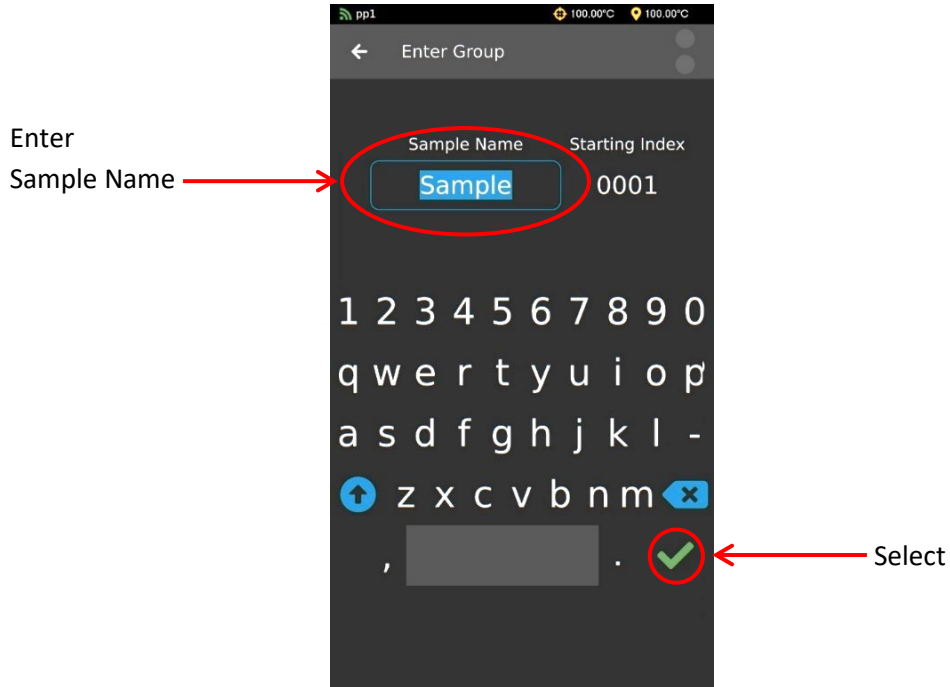 pp1 100.00°C 100.00°C
Enter Group
Enter
Sample Name
Sample Name Starting Index
Sample 0001
1 2 3 4 5 6 7 8 9 0
q w e r t y u i o p
a s d f g h j k l -
z x c v b n m
, .
Select